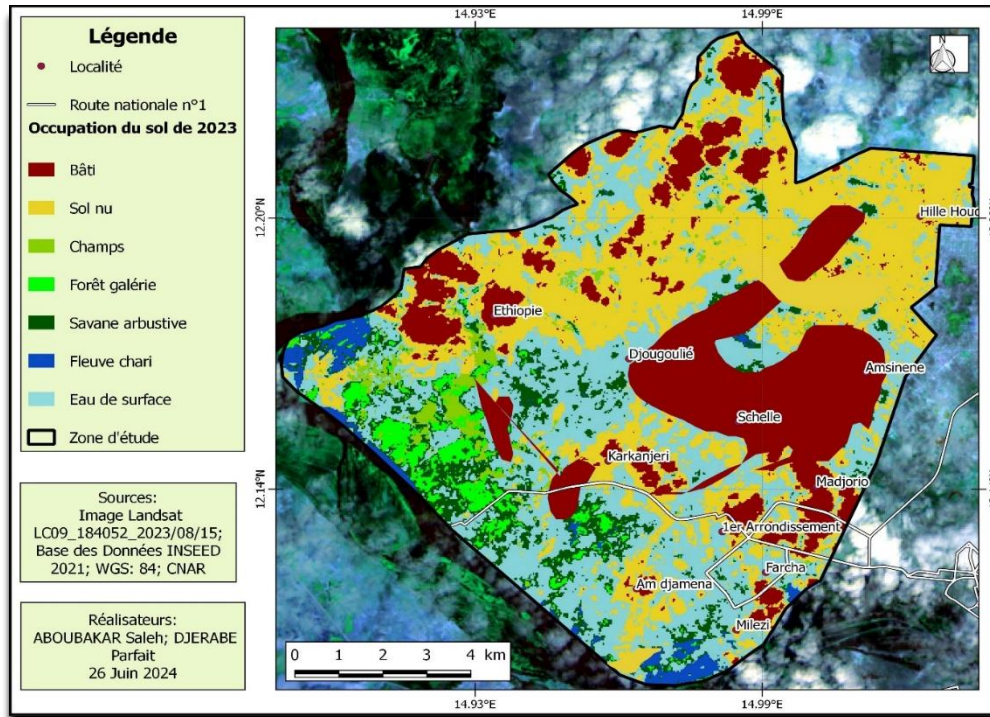 Légende
Localité
Route nationale n°1
Occupation du sol de 2023
Bâti
Sol nu
Champs
Forêt galérie
Savane arbustive
Fleuve chari
Eau de surface
Zone d'étude
Sources:
Image Landsat
LC09_184052_2023/08/15;
Base des Données INSEED
2021; WGS: 84; CNAR
Réalisateurs:
ABOUBAKAR Saleh; DJERABE
Parfait
26 Juin 2024
14.93°E
14.99°E
N
12.20°N
12.20°N
Hille Houd
Ethiopie
Djougoulié
Amsinene
Schelle
Karkanjeri
Madjorio
12.14°N
12.14°N
1er Arrondissement
Farcha
Am djamena
Milezi
0 1 2 3 4 km
14.93°E
14.99°E